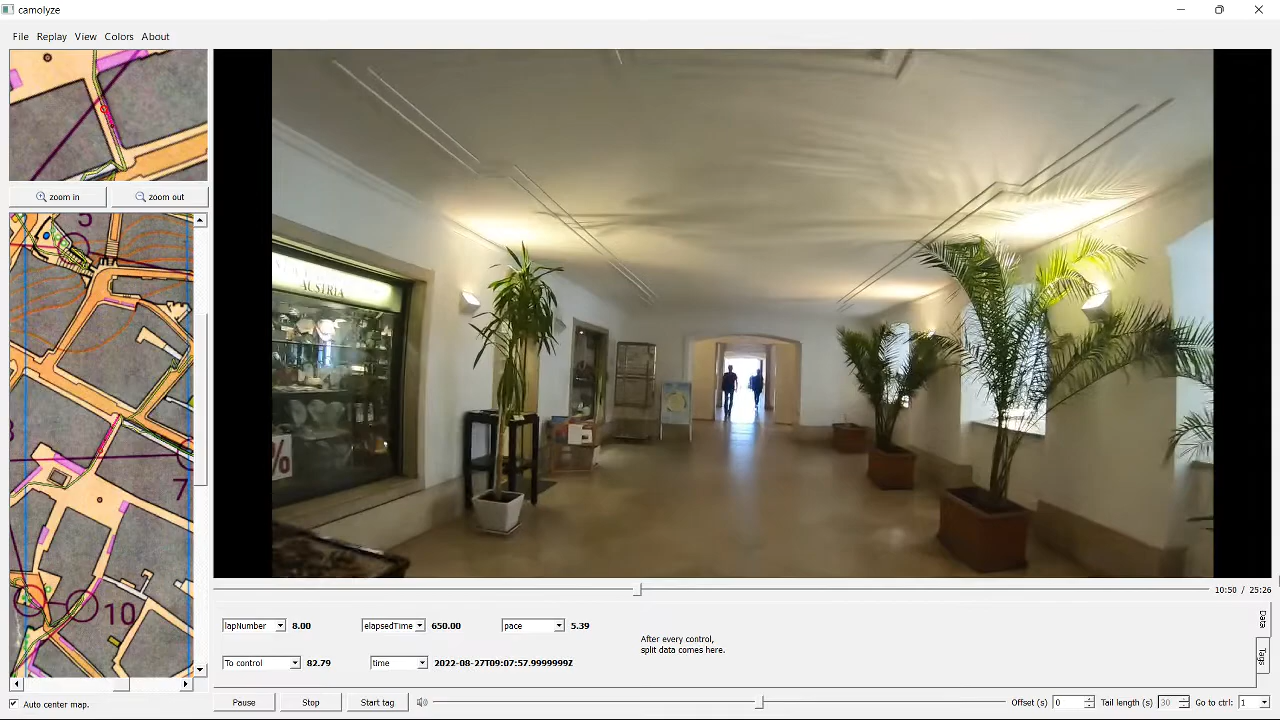 camolyze
File Replay View Colors About
zoom in zoom out
5
7
10
AUSTRIA
%
10:50 / 25:26
lapNumber 8.00 elapsedTime 650.00 pace 5.39
After every control,
split data comes here.
To control 82.79 time 2022-08-27T09:07:57.9999999Z
Data
Tags
Auto center map.
Pause Stop Start tag Offset (s) 0 Tail length (s) 30 Go to ctrl: 1